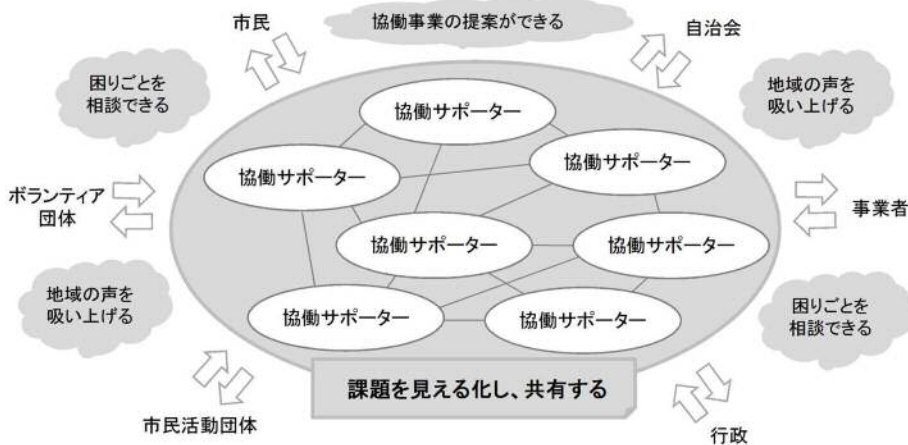 市民
協働事業の提案ができる
自治会
困りごとを
相談できる
地域の声を
吸い上げる
協働サポーター
協働サポーター
協働サポーター
ボランティア
団体
事業者
協働サポーター
協働サポーター
地域の声を
吸い上げる
困りごとを
相談できる
協働サポーター
協働サポーター
課題を見える化し、共有する
市民活動団体
行政